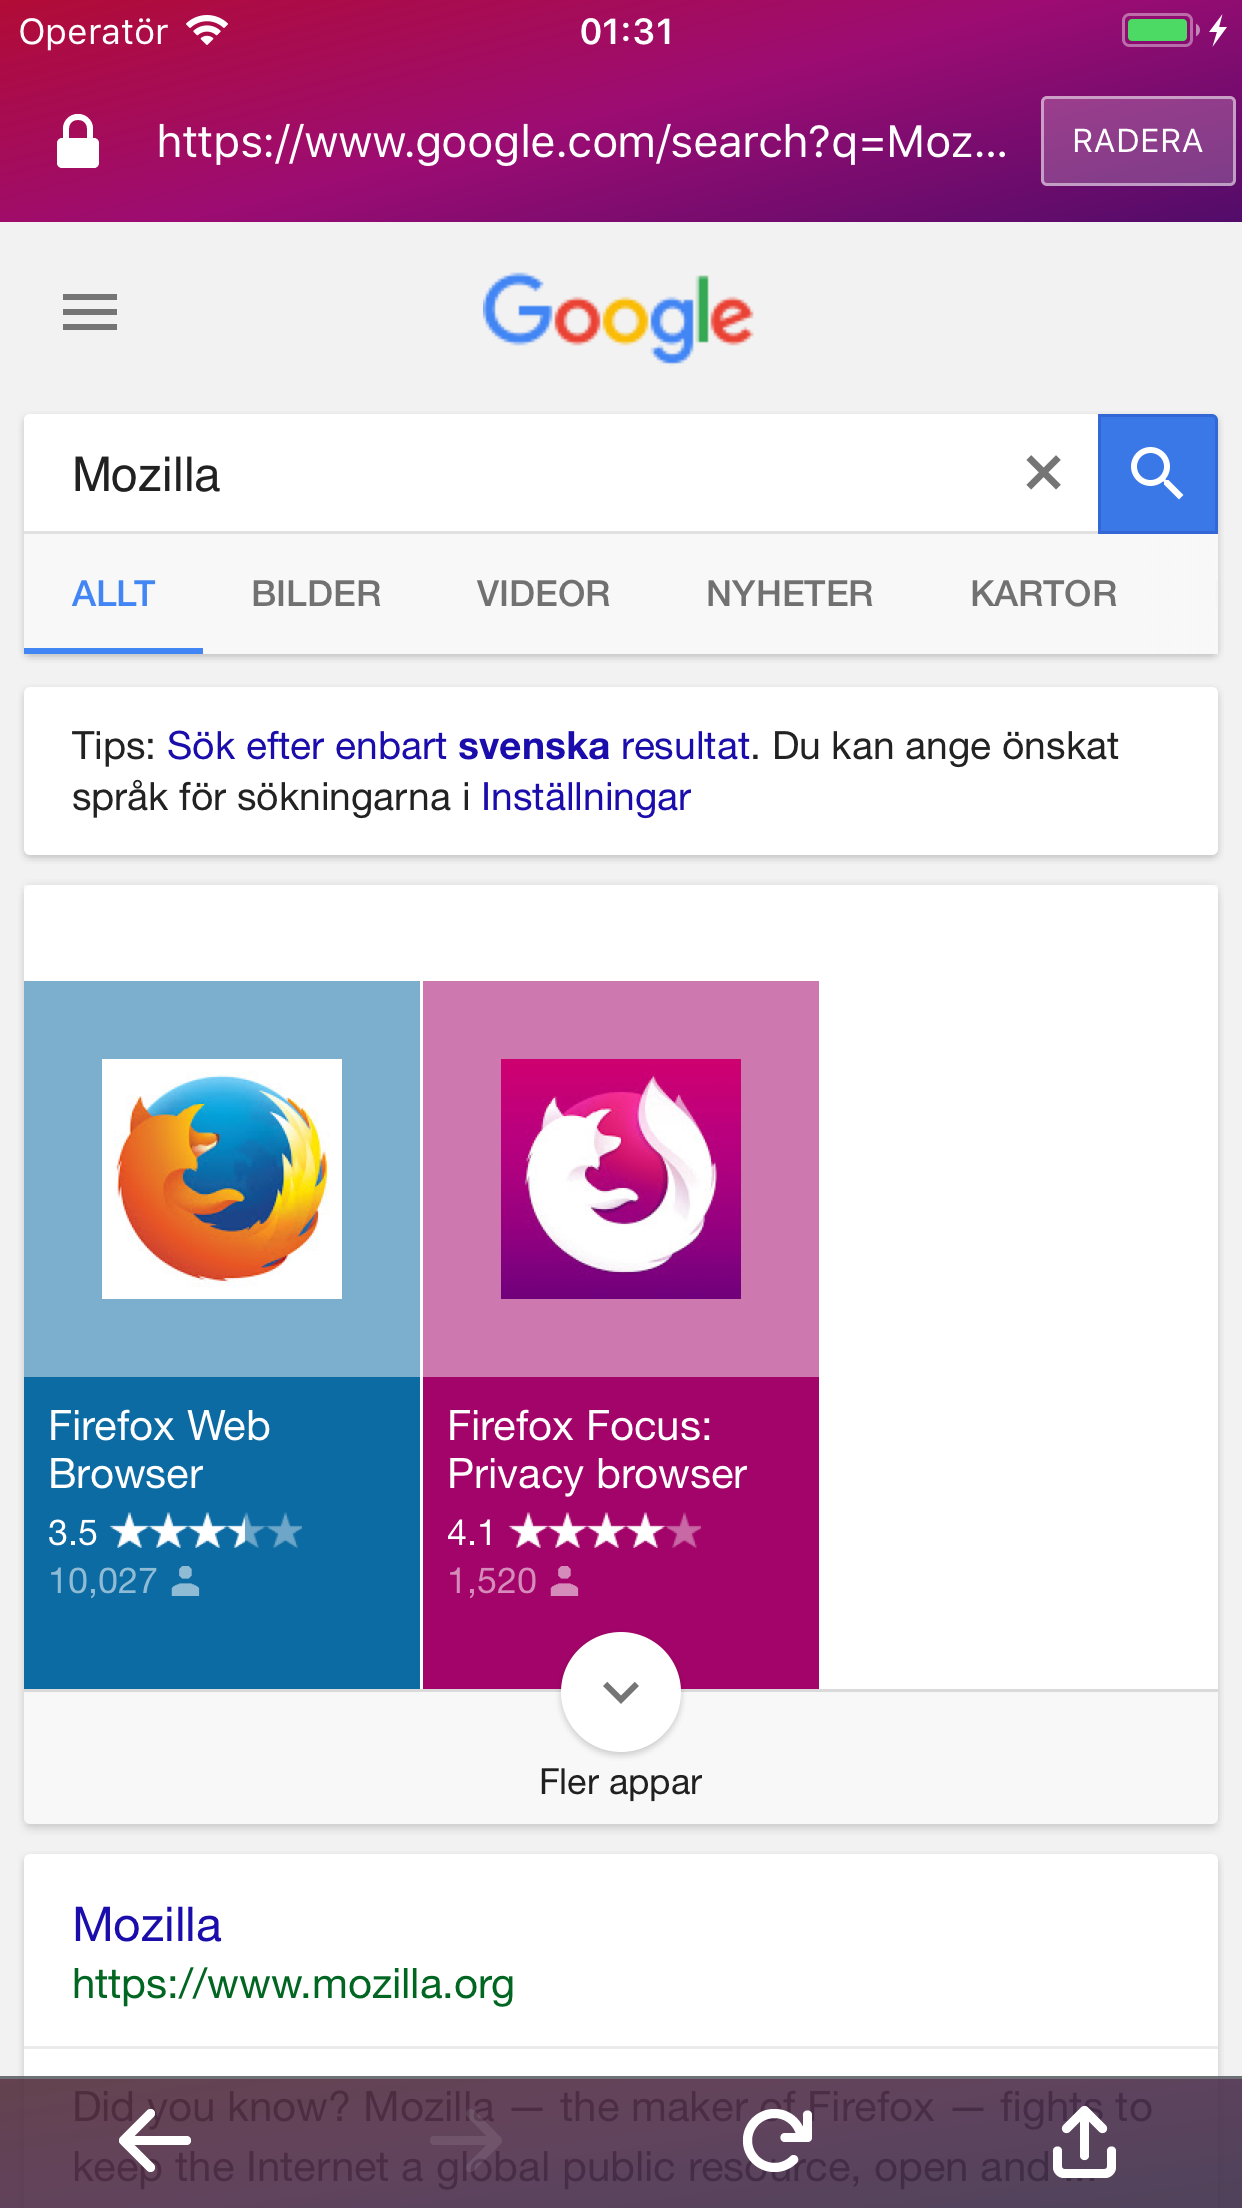 Operatör 01:31
https://www.google.com/search?q=Moz... RADERA
Google
Mozilla
ALLT BILDER VIDEOR NYHETER KARTOR
Tips: Sök efter enbart svenska resultat. Du kan ange önskat
språk för sökningarna i Inställningar
Firefox Web
Browser
3.5
10,027
Firefox Focus:
Privacy browser
4.1
1,520
Fler appar
Mozilla
https://www.mozilla.org
Did you know? Mozilla — the maker of Firefox — fights to
keep the Internet a global public resource, open and ...